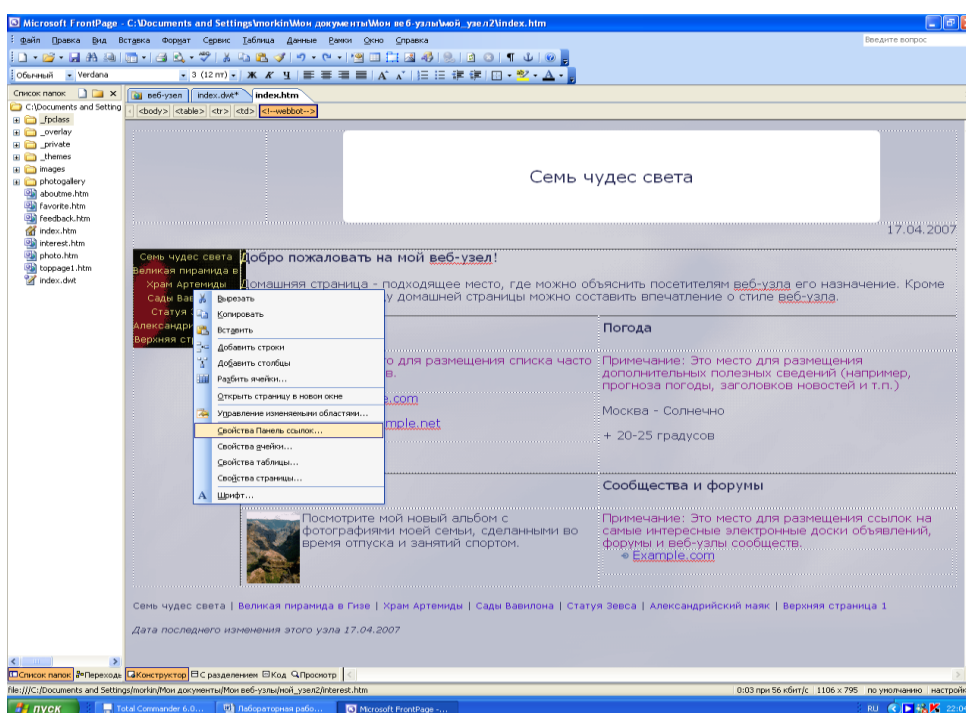 Microsoft FrontPage - C:\Documents and Settings\morkin\Мои документы\Мои веб-узлы\мой_узел2\index.htm
Файл Правка Вид Вставка Формат Сервис Таблица Данные Рамки Окно Справка
Введите вопрос
Обычный Verdana 3 (12 пт) Ж К Ч
Список папок веб-узел index.dwt* index.htm
C:\Documents and Setting <body> <table> <tr> <td> <!--webbot-->
_fpclass
_overlay
_private
_themes
images
photogallery
aboutme.htm
favorite.htm
feedback.htm
index.htm
interest.htm
photo.htm
toppage1.htm
index.dwt
Семь чудес света
17.04.2007
Семь чудес света
Великая пирамида в
Храм Артемиды
Сады Вав
Статуя З
Александри
Верхняя стр
Добро пожаловать на мой веб-узел!
Домашняя страница - подходящее место, где можно объяснить посетителям веб-узла его назначение. Кроме
у домашней страницы можно составить впечатление о стиле веб-узла.
Вырезать
Копировать
Вставить
Добавить строки
Добавить столбцы
Разбить ячейки...
Открыть страницу в новом окне
Управление изменяемыми областями...
Свойства Панель ссылок...
Свойства ячейки...
Свойства таблицы...
Свойства страницы...
Шрифт...
о для размещения списка часто
в.
e.com
mple.net
Погода
Примечание: Это место для размещения
дополнительных полезных сведений (например,
прогноза погоды, заголовков новостей и т.п.)
Москва - Солнечно
+ 20-25 градусов
Сообщества и форумы
Посмотрите мой новый альбом с
фотографиями моей семьи, сделанными во
время отпуска и занятий спортом.
Примечание: Это место для размещения ссылок на
самые интересные электронные доски объявлений,
форумы и веб-узлы сообществ.
Example.com
Семь чудес света | Великая пирамида в Гизе | Храм Артемиды | Сады Вавилона | Статуя Зевса | Александрийский маяк | Верхняя страница 1
Дата последнего изменения этого узла 17.04.2007
Список папок Переходы Конструктор С разделением Код Просмотр
file:///C:/Documents and Settings/morkin/Мои документы/Мои веб-узлы/мой_узел2/interest.htm 0:03 при 56 кбит/с 1106 x 795 по умолчанию настройк
пуск Total Commander 6.0... Лабораторная рабо... Microsoft FrontPage -... RU 22:04